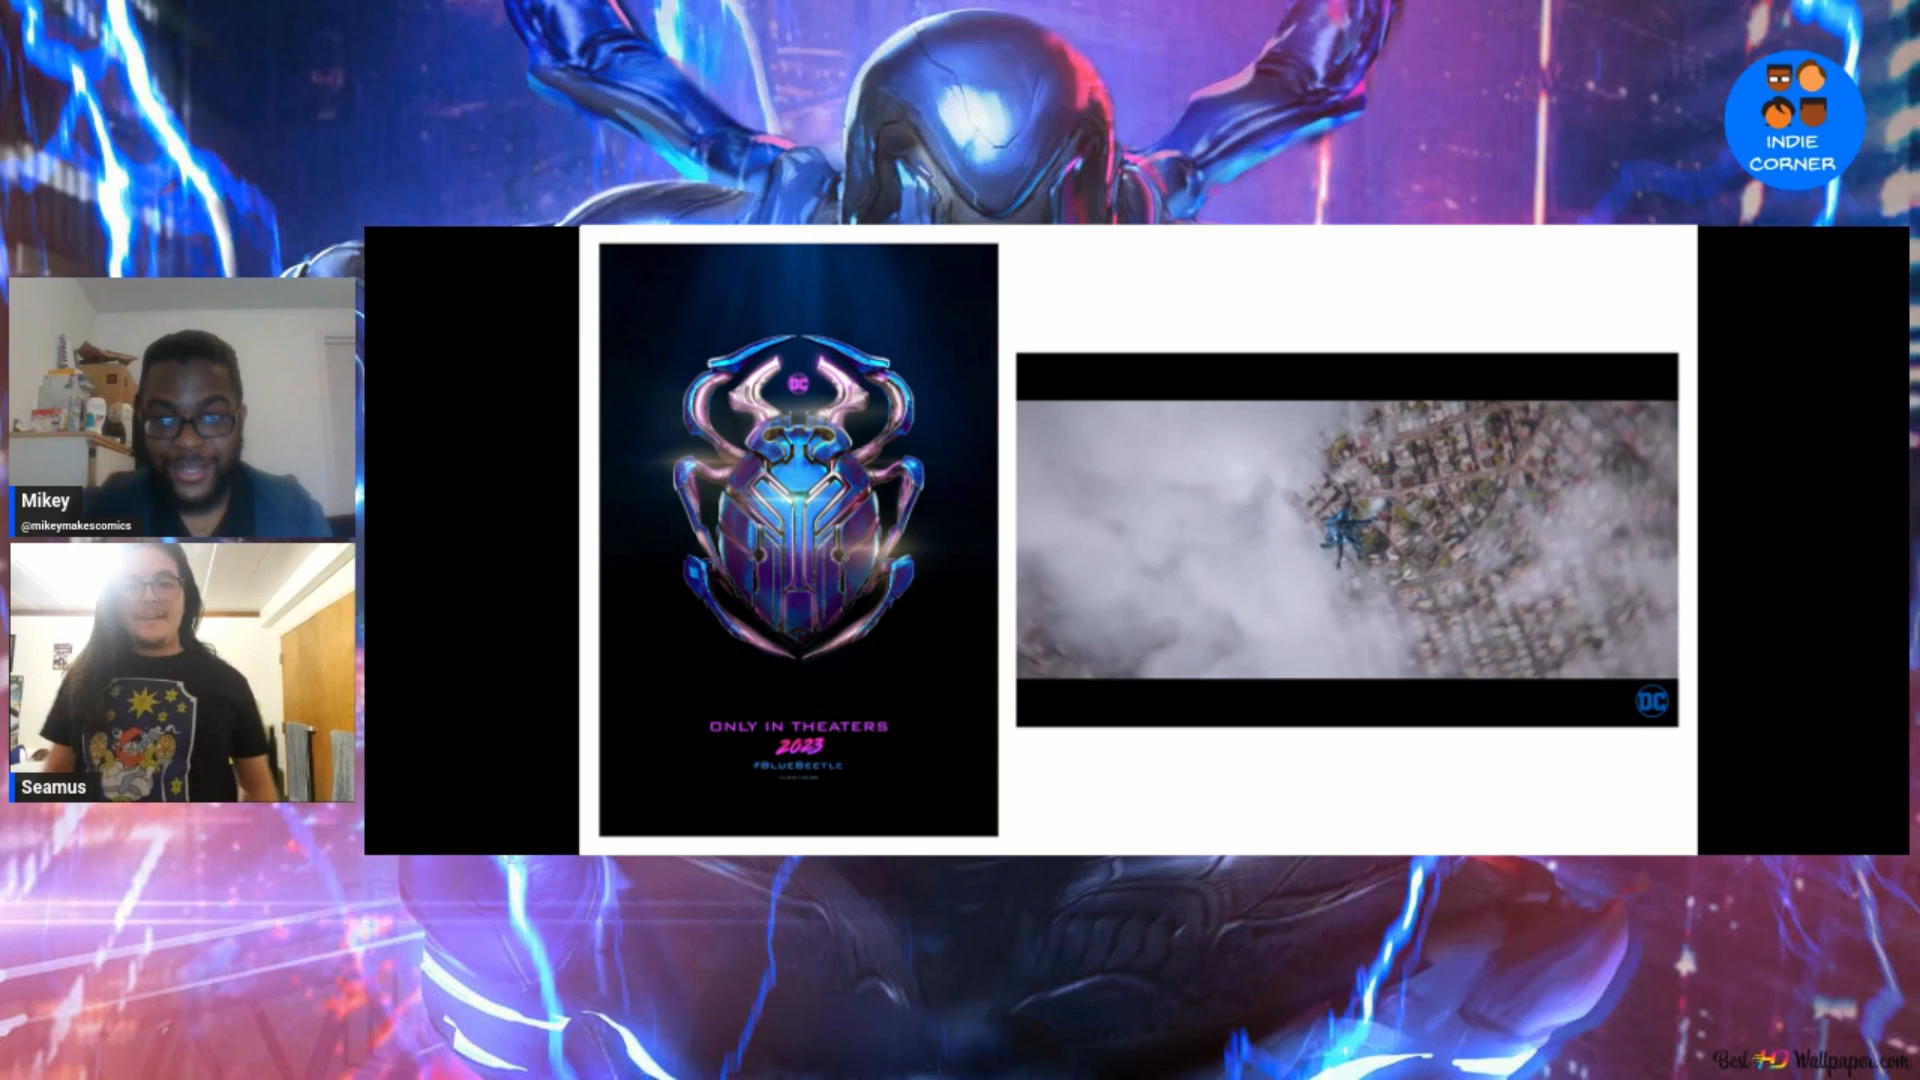 INDIE
CORNER
Mikey
@mikeymakescomics
Seamus
DC
ONLY IN THEATERS
2023
#BLUEBEETLE
DC
Best HD Wallpaper.com